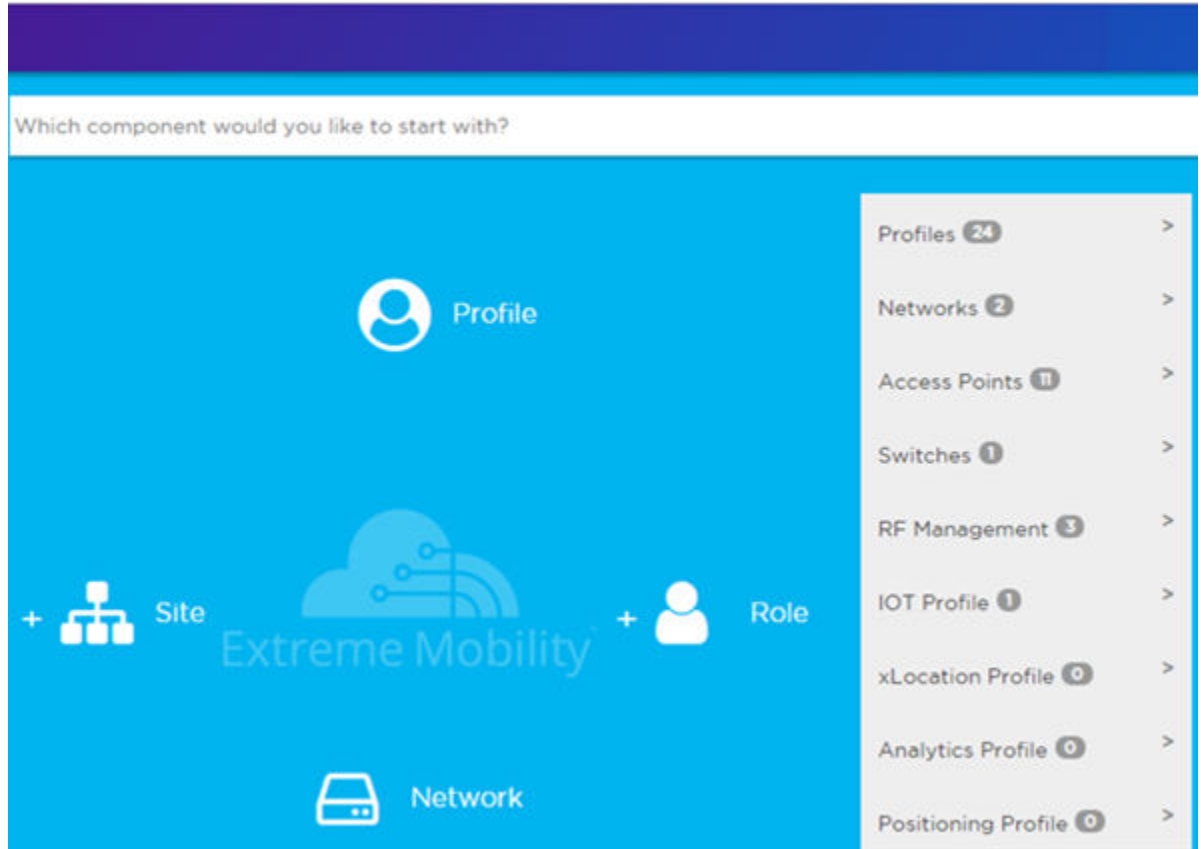 Which component would you like to start with?
Profile
+ Site
Extreme Mobility™
+ Role
Network
Profiles 24 >
Networks 2 >
Access Points 11 >
Switches 1 >
RF Management 3 >
IOT Profile 1 >
xLocation Profile 0 >
Analytics Profile 0 >
Positioning Profile 0 >